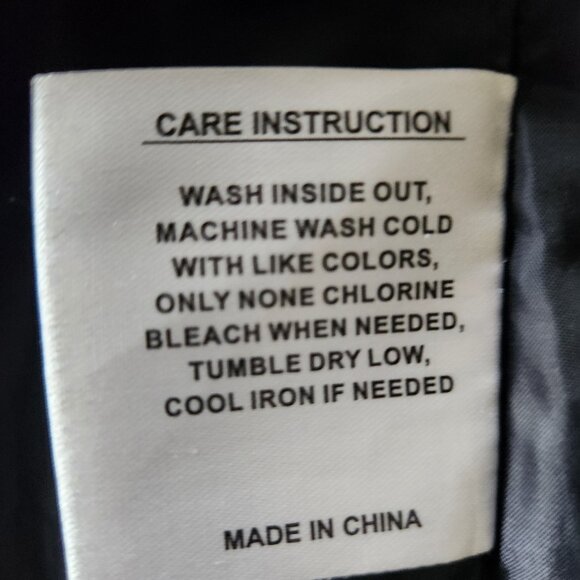 CARE INSTRUCTION
WASH INSIDE OUT,
MACHINE WASH COLD
WITH LIKE COLORS,
ONLY NONE CHLORINE
BLEACH WHEN NEEDED,
TUMBLE DRY LOW,
COOL IRON IF NEEDED
MADE IN CHINA